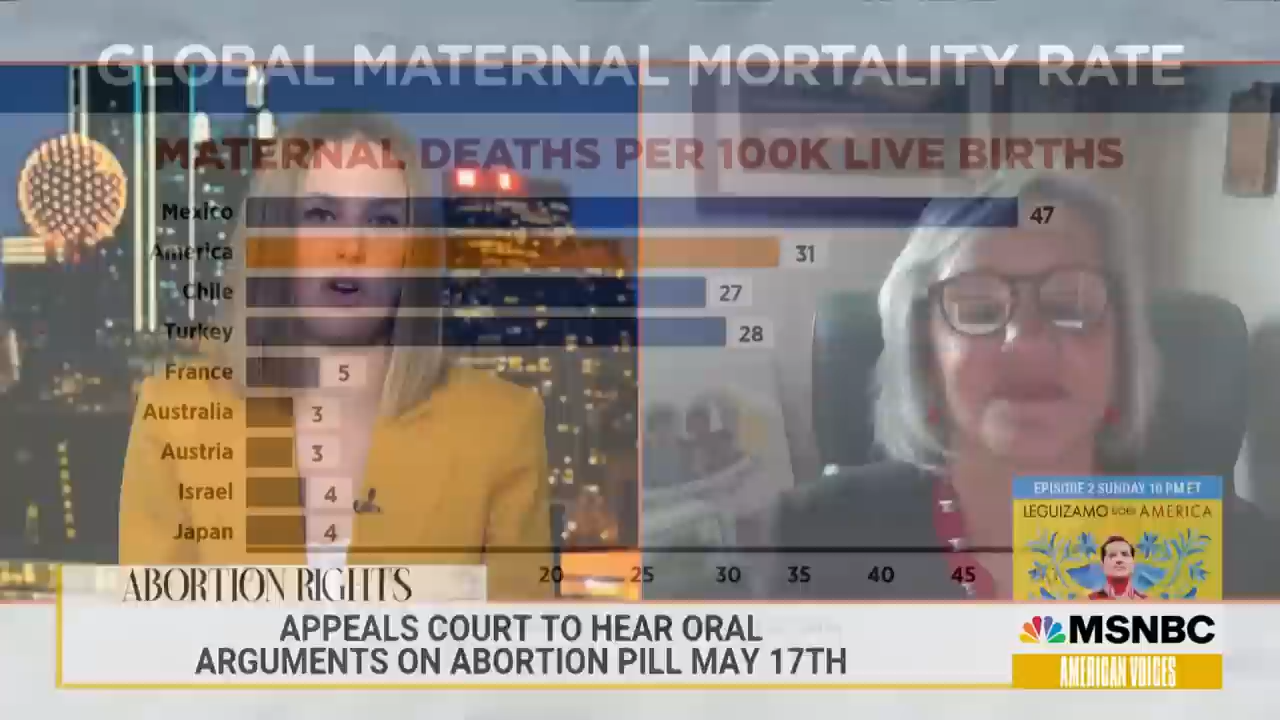 GLOBAL MATERNAL MORTALITY RATE
MATERNAL DEATHS PER 100K LIVE BIRTHS
Mexico 47
America 31
Chile 27
Turkey 28
France 5
Australia 3
Austria 3
Israel 4
Japan 4
20 25 30 35 40 45
EPISODE 2 SUNDAY 10 PM ET
LEGUIZAMO DOES AMERICA
ABORTION RIGHTS
APPEALS COURT TO HEAR ORAL
ARGUMENTS ON ABORTION PILL MAY 17TH
MSNBC
AMERICAN VOICES